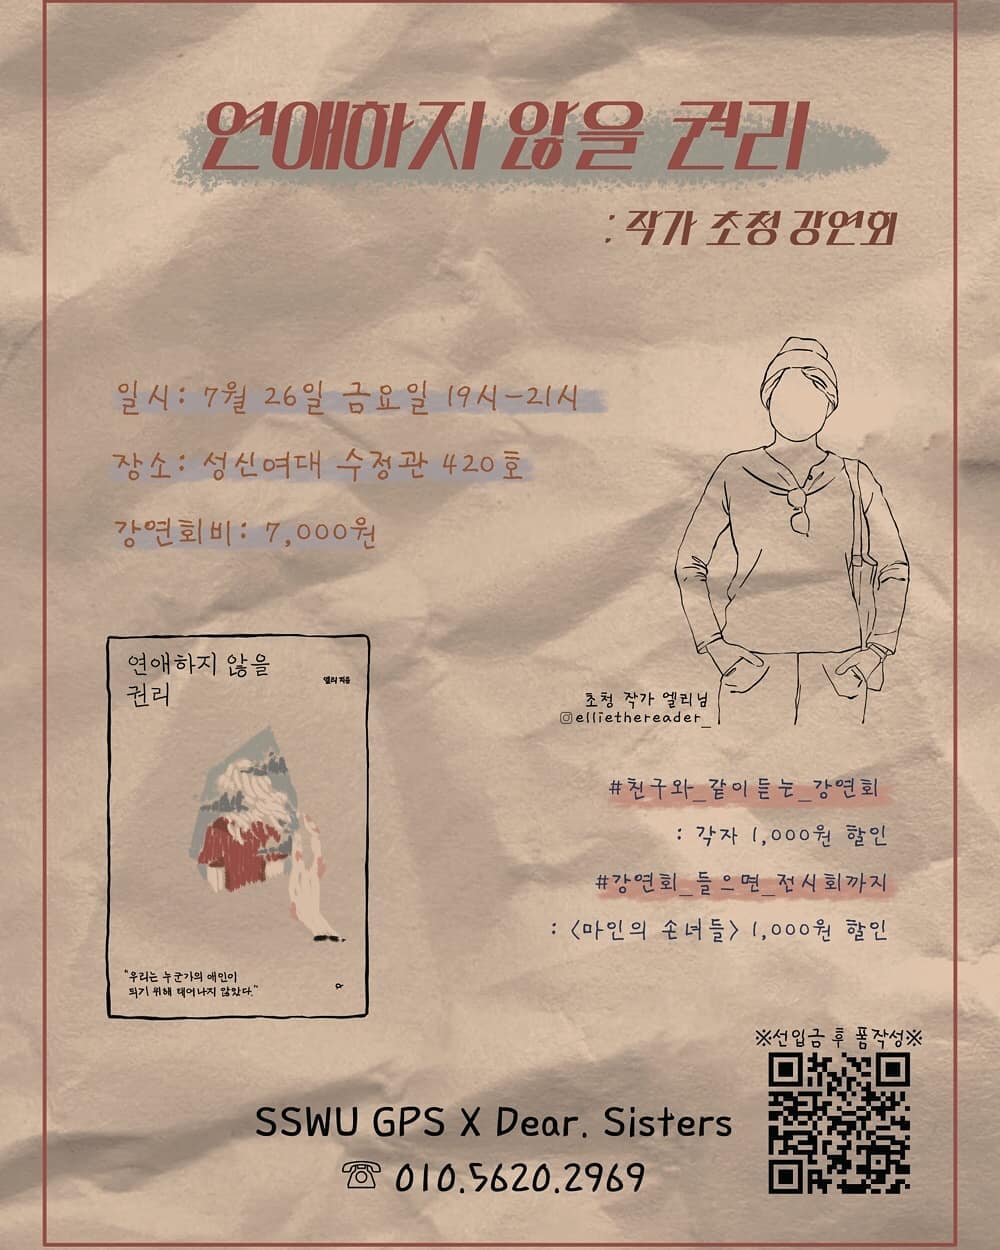 연애하지 않을 권리
: 작가 초청 강연회
일시: 7월 26일 금요일 19시-21시
장소: 성신여대 수정관 420호
강연회비: 7,000원
연애하지 않을
권리
엘리 지음
"우리는 누군가의 애인이
되기 위해 태어나지 않았다."
초청 작가 엘리님
elliethereader_
#친구와_같이듣는_강연회
: 각자 1,000원 할인
#강연회_들으면_전시회까지
: <마인의 손녀들> 1,000원 할인
※선입금 후 폼작성※
SSWU GPS X Dear. Sisters
☏ 010.5620.2969